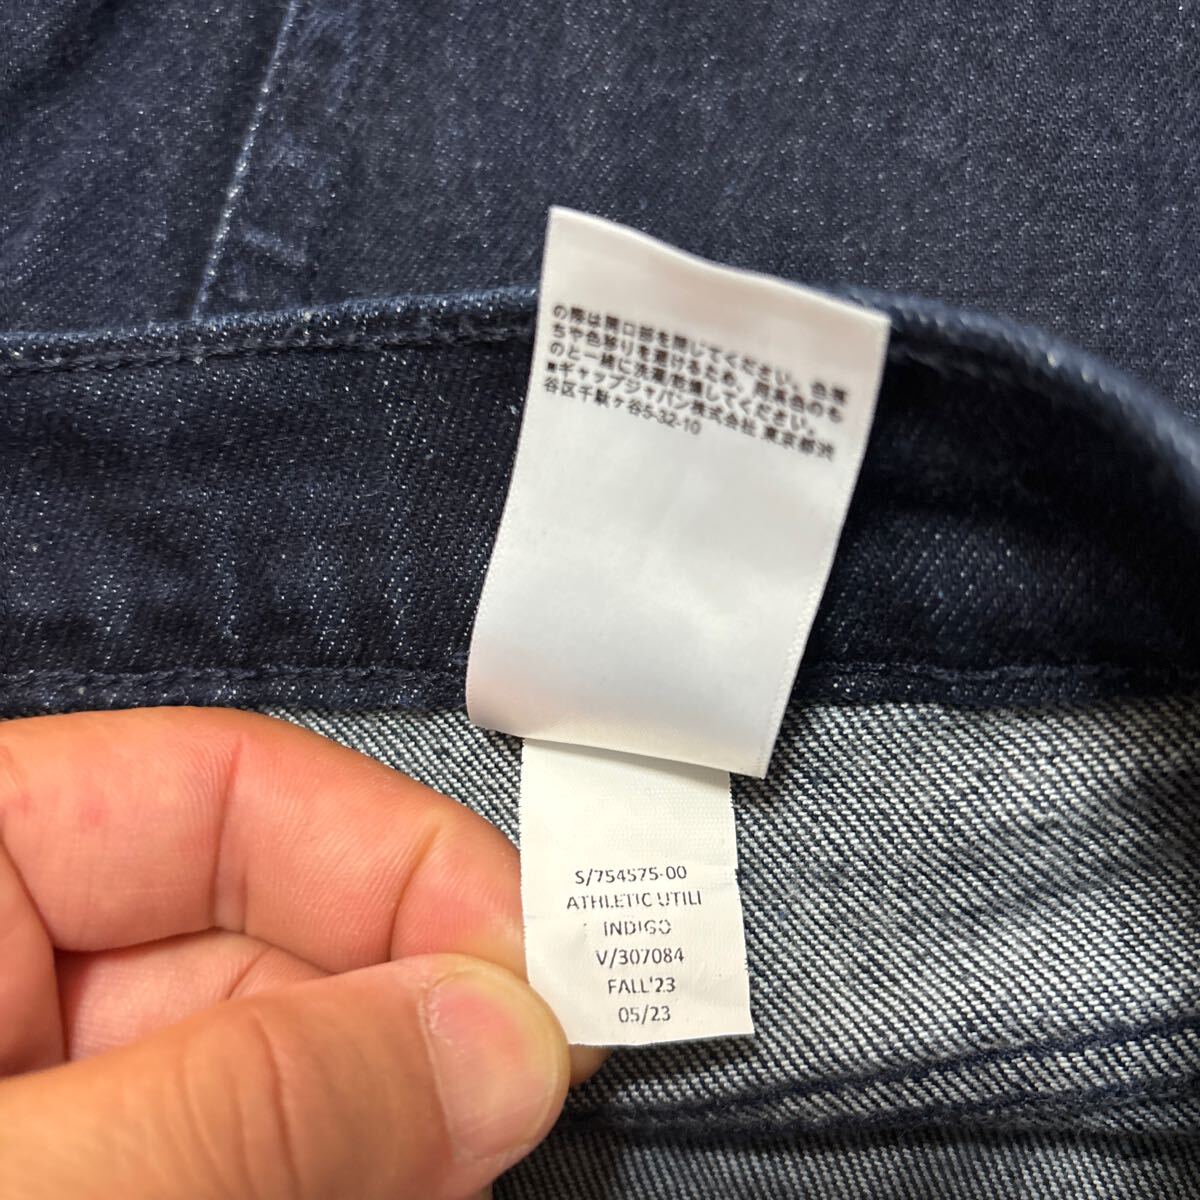 の際は開口部を閉じてください。色落
ちや色移りを避けるため、同系色のも
のと一緒に洗濯乾燥してください。
■ギャップジャパン株式会社 東京都渋
谷区千駄ヶ谷5-32-10
S/754575-00
ATHLETIC UTILI
INDIGO
V/307084
FALL'23
05/23